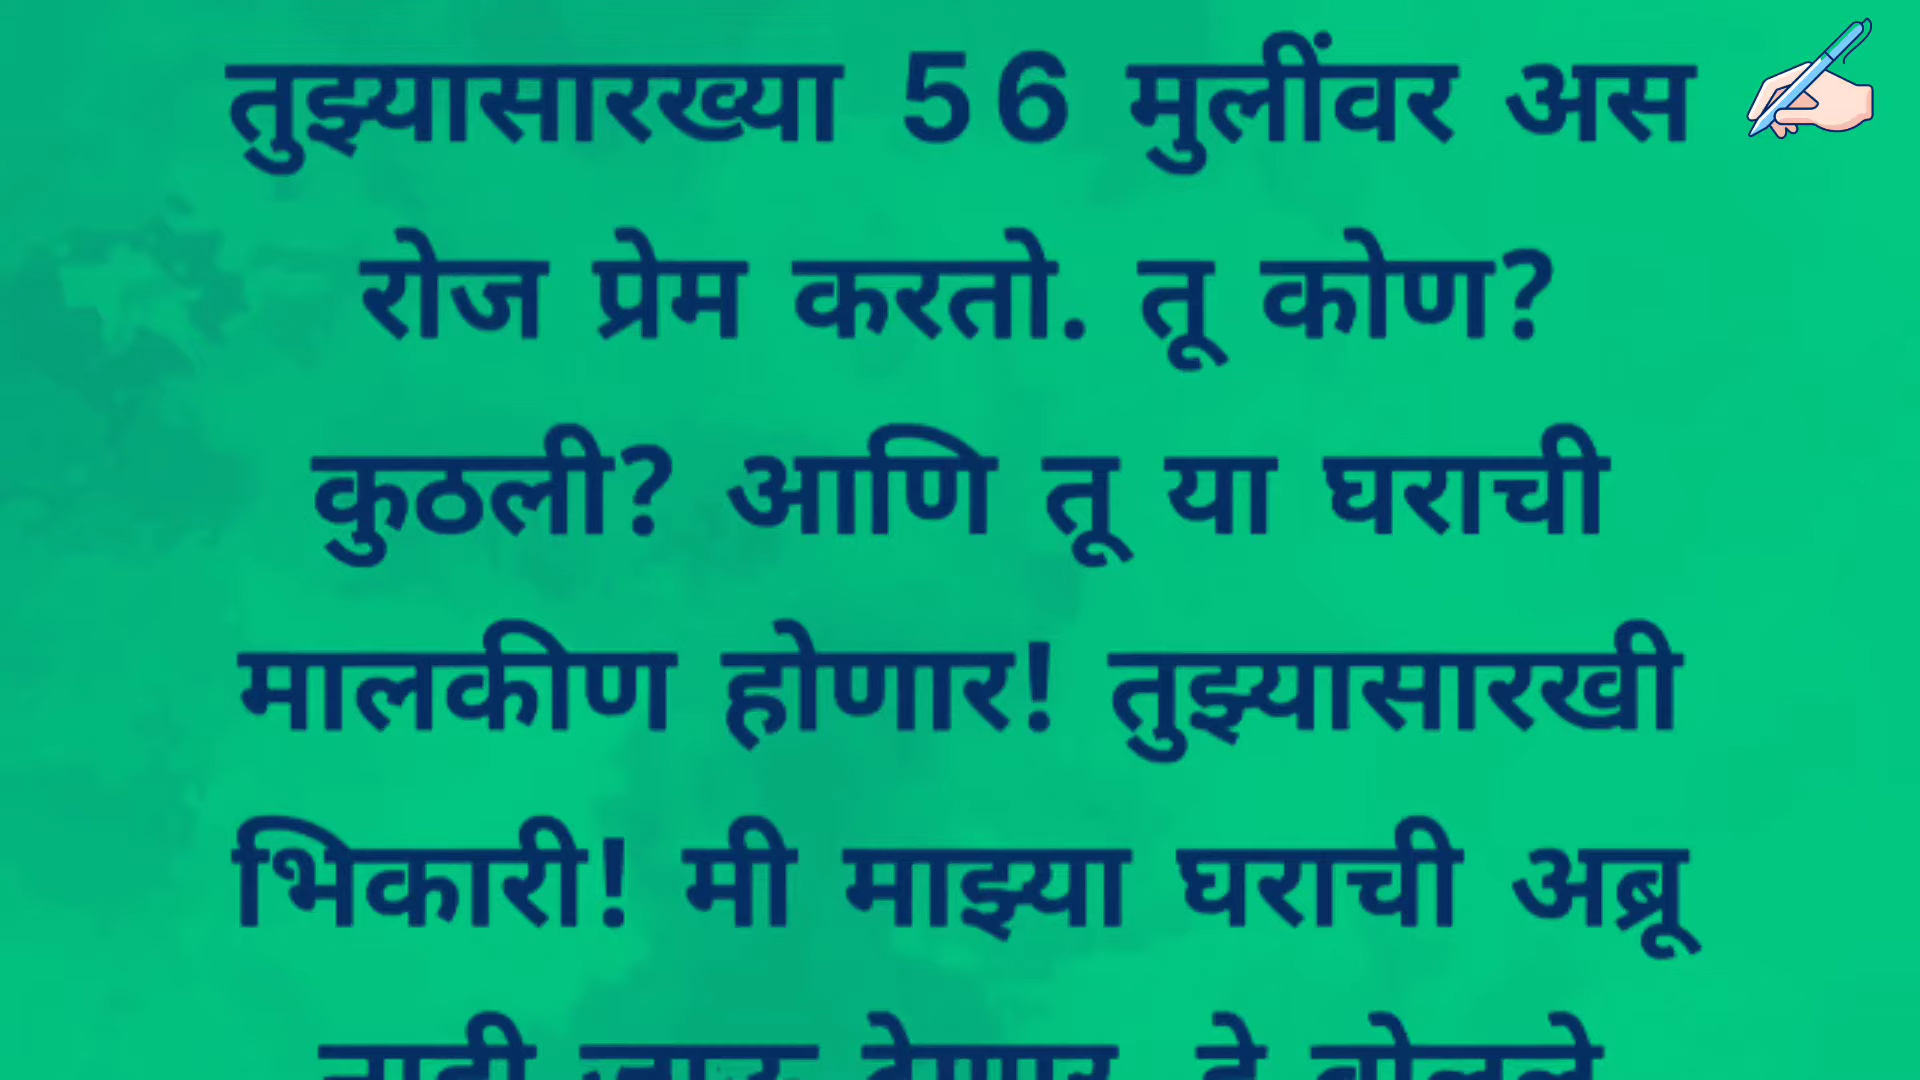 तुझ्यासारख्या 56 मुलींवर अस
रोज प्रेम करतो. तू कोण?
कुठली? आणि तू या घराची
मालकीण होणार! तुझ्यासारखी
भिकारी! मी माझ्या घराची अब्रू